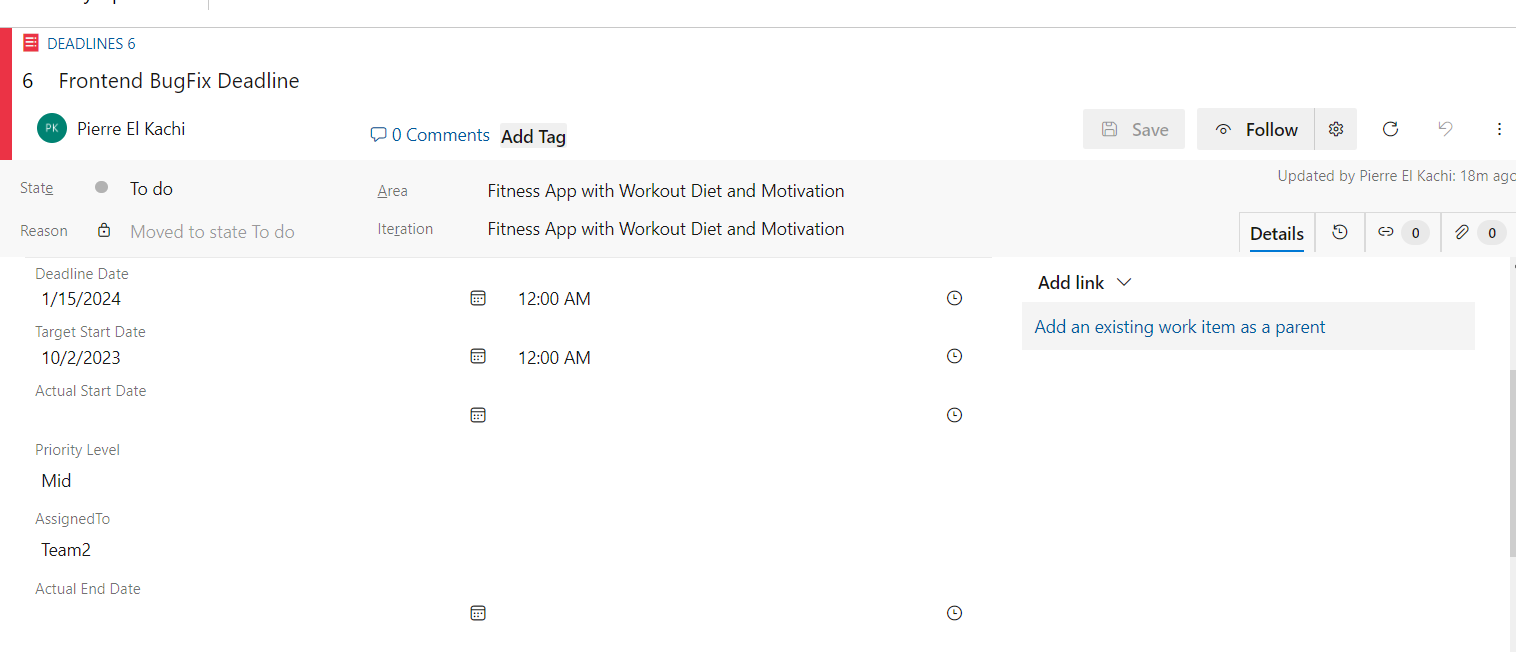 DEADLINES 6
6 Frontend BugFix Deadline
PK Pierre El Kachi
0 Comments Add Tag
Save Follow
Updated by Pierre El Kachi: 18m ago
State To do
Area Fitness App with Workout Diet and Motivation
Reason Moved to state To do
Iteration Fitness App with Workout Diet and Motivation
Details 0 0
Deadline Date
1/15/2024 12:00 AM
Target Start Date
10/2/2023 12:00 AM
Actual Start Date
Priority Level
Mid
AssignedTo
Team2
Actual End Date
Add link
Add an existing work item as a parent